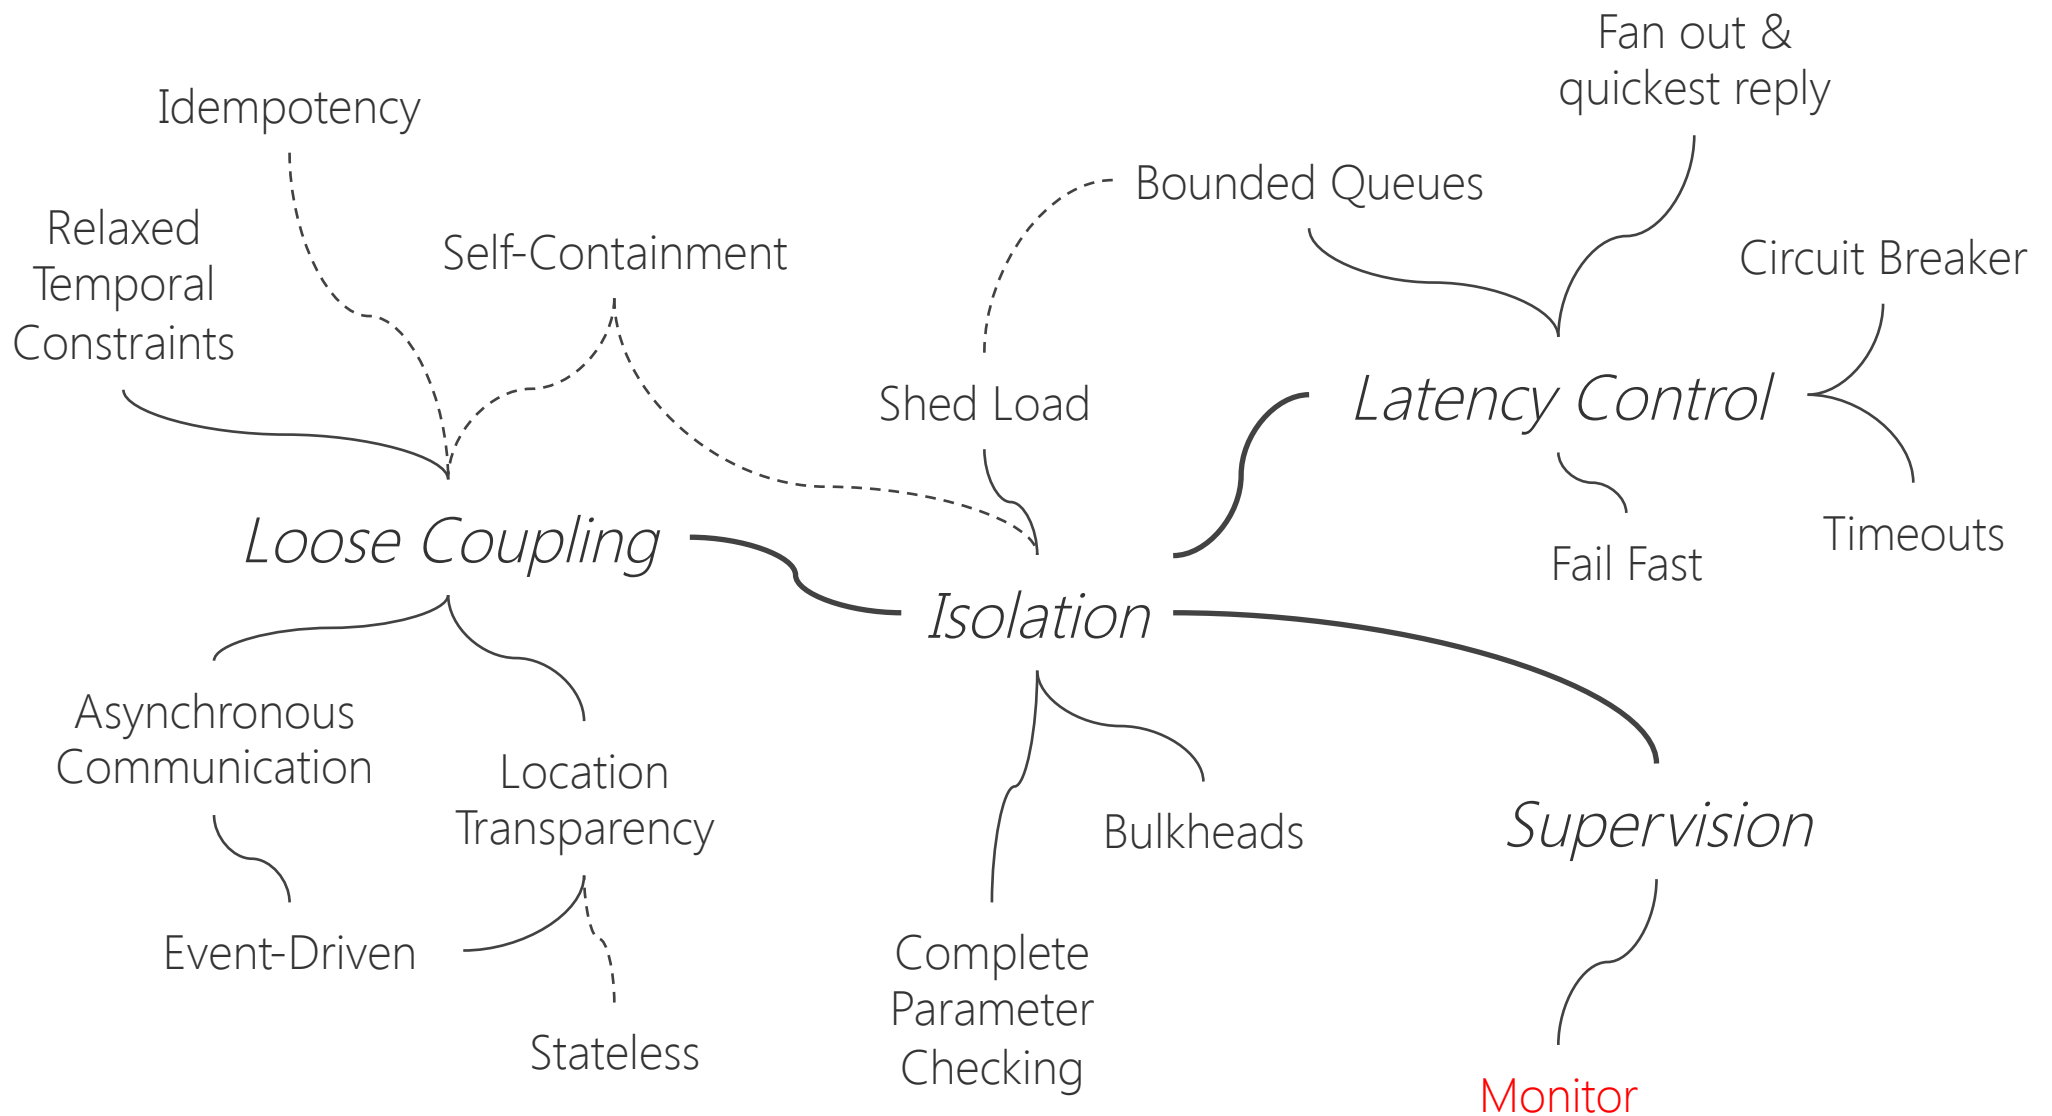 Fan out &
quickest reply
Idempotency
Bounded Queues
Relaxed
Temporal
Constraints
Self-Containment
Circuit Breaker
Shed Load
Latency Control
Loose Coupling
Timeouts
Fail Fast
Isolation
Asynchronous
Communication
Location
Transparency
Bulkheads
Supervision
Event-Driven
Complete
Parameter
Checking
Stateless
Monitor